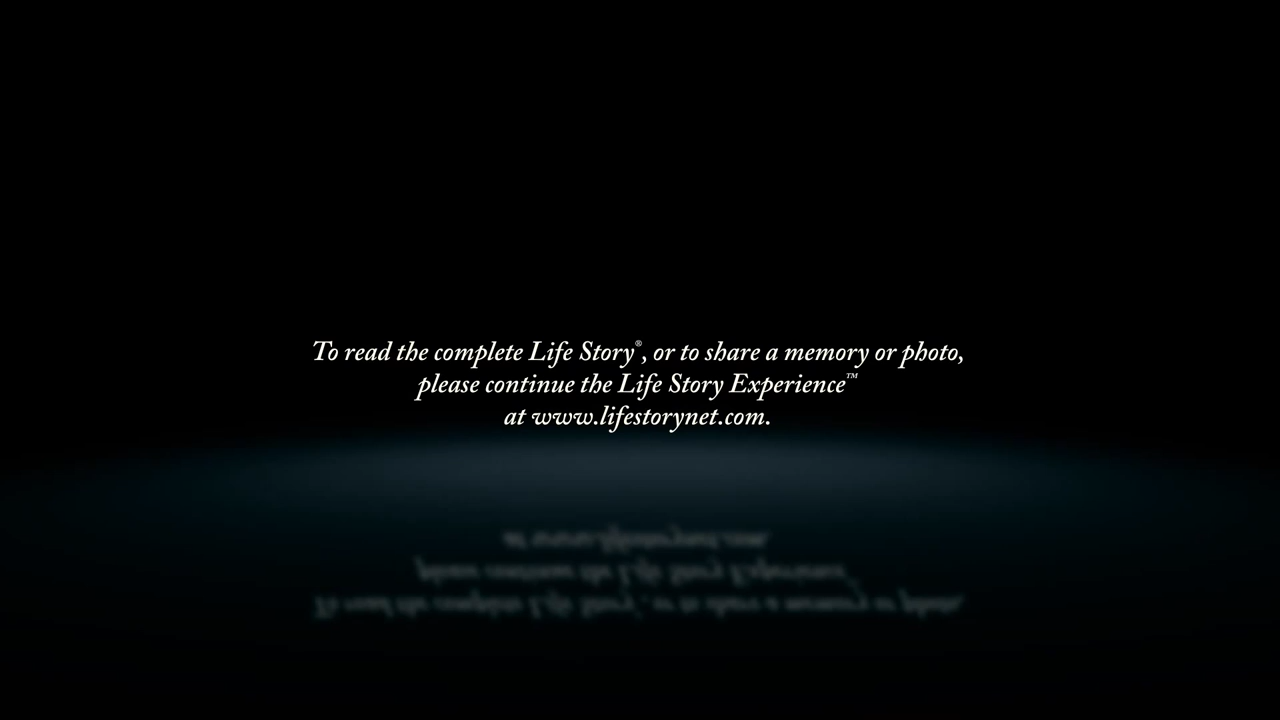 To read the complete Life Story®, or to share a memory or photo,
please continue the Life Story Experience™
at www.lifestorynet.com.